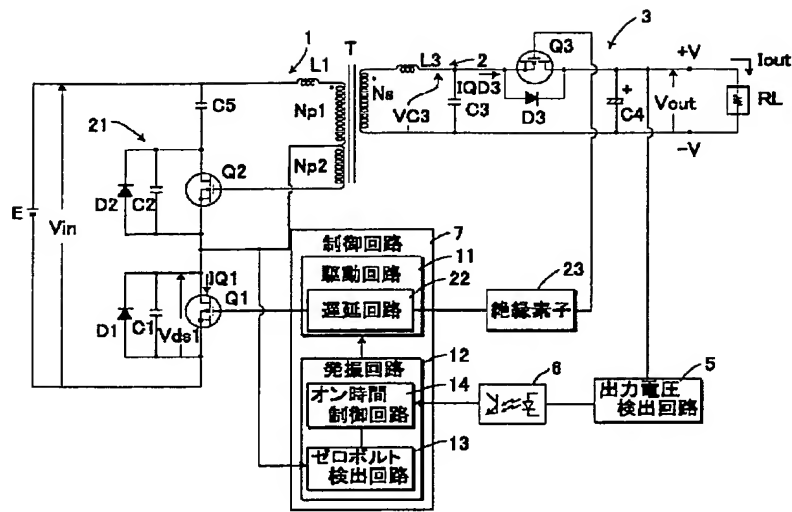 1
T
L1
L3
2
Q3
3
+V
Iout
Np1
Ns
VC3
IQD3
C3
D3
+
C4
Vout
RL
-V
C5
21
Np2
Q2
D2
C2
E
Vin
制御回路
7
駆動回路
11
遅延回路
22
絶縁素子
23
IQ1
Q1
D1
C1
Vds1
発振回路
12
オン時間
制御回路
14
6
出力電圧
検出回路
5
ゼロボルト
検出回路
13